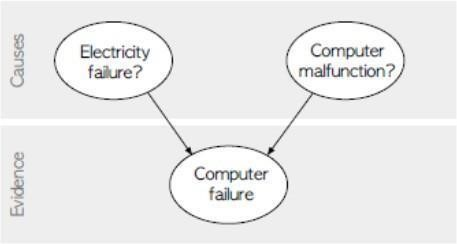 Causes
Electricity
failure?
Computer
malfunction?
Evidence
Computer
failure